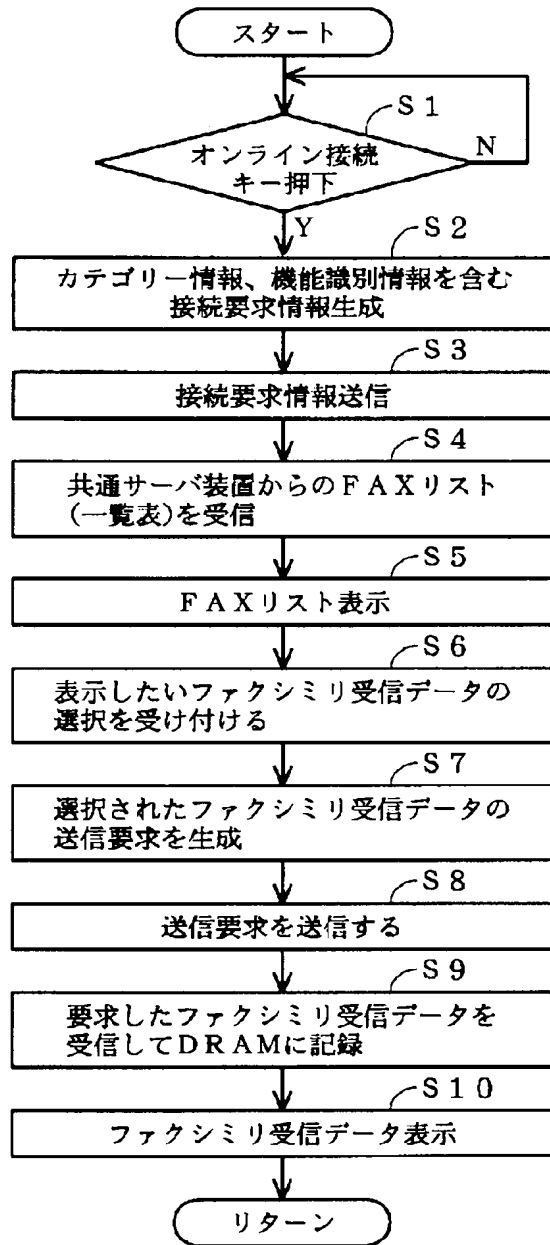 スタート
S1
オンライン接続
キー押下
N
Y
S2
カテゴリー情報、機能識別情報を含む
接続要求情報生成
S3
接続要求情報送信
S4
共通サーバ装置からのFAXリスト
(一覧表)を受信
S5
FAXリスト表示
S6
表示したいファクシミリ受信データの
選択を受け付ける
S7
選択されたファクシミリ受信データの
送信要求を生成
S8
送信要求を送信する
S9
要求したファクシミリ受信データを
受信してDRAMに記録
S10
ファクシミリ受信データ表示
リターン